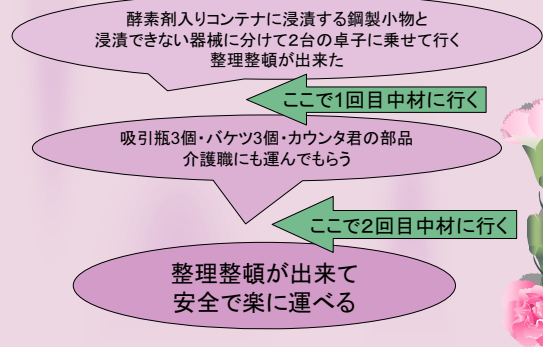 酵素剤入りコンテナに浸漬する鋼製小物と
浸漬できない器械に分けて2台の卓子に乗せて行く
整理整頓が出来た
ここで1回目中材に行く
吸引瓶3個・バケツ3個・カウンタ君の部品
介護職にも運んでもらう
ここで2回目中材に行く
整理整頓が出来て
安全で楽に運べる